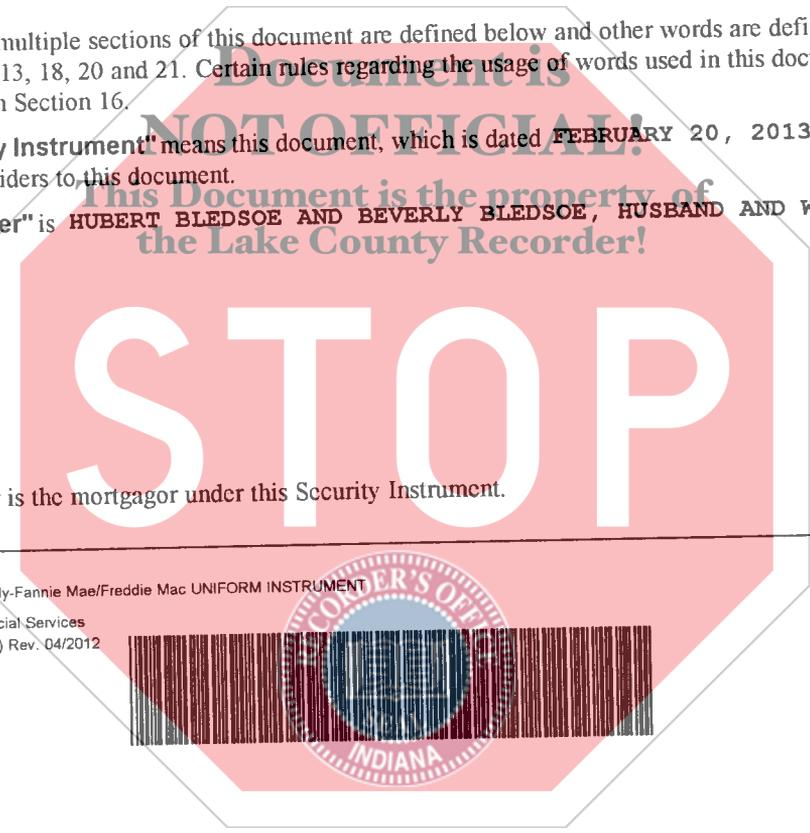 multiple sections of this document are defined below and other words are defi
Document is
13, 18, 20 and 21. Certain rules regarding the usage of words used in this doc
n Section 16.
NOT OFFICIAL!
y Instrument" means this document, which is dated FEBRUARY 20, 2013
iders to this document.
This Document is the property of
er" is HUBERT BLEDSOE AND BEVERLY BLEDSOE, HUSBAND AND W
the Lake County Recorder!
STOP
is the mortgagor under this Security Instrument.
ly-Fannie Mae/Freddie Mac UNIFORM INSTRUMENT
cial Services
) Rev. 04/2012
RECORDER'S OFFICE
SEAL
INDIANA